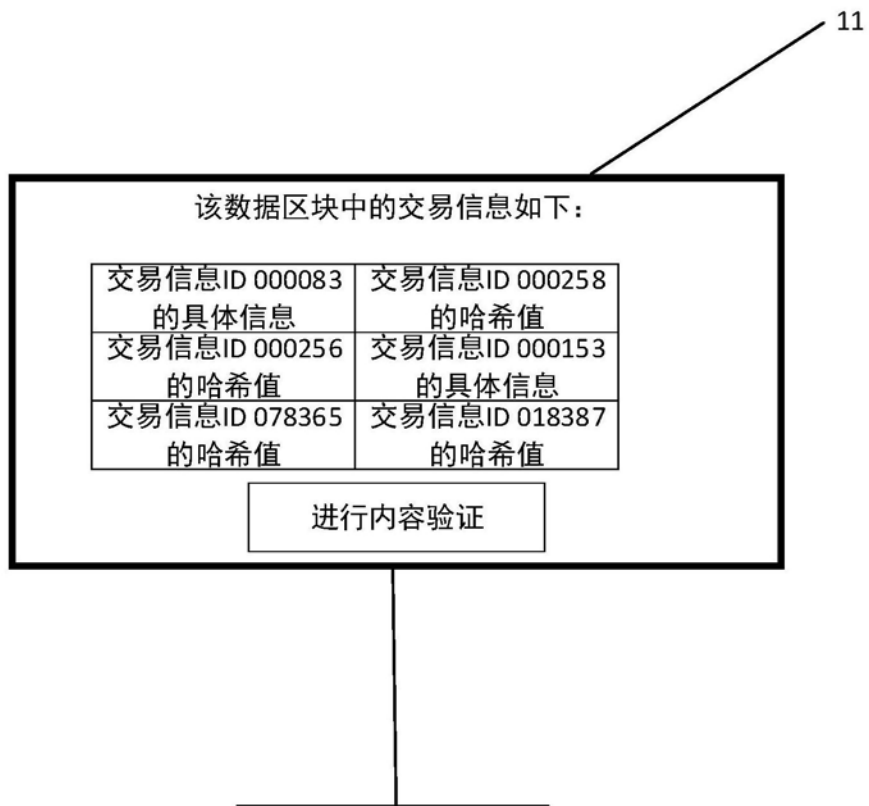 11
该数据区块中的交易信息如下：
交易信息ID 000083
的具体信息
交易信息ID 000258
的哈希值
交易信息ID 000256
的哈希值
交易信息ID 000153
的具体信息
交易信息ID 078365
的哈希值
交易信息ID 018387
的哈希值
进行内容验证